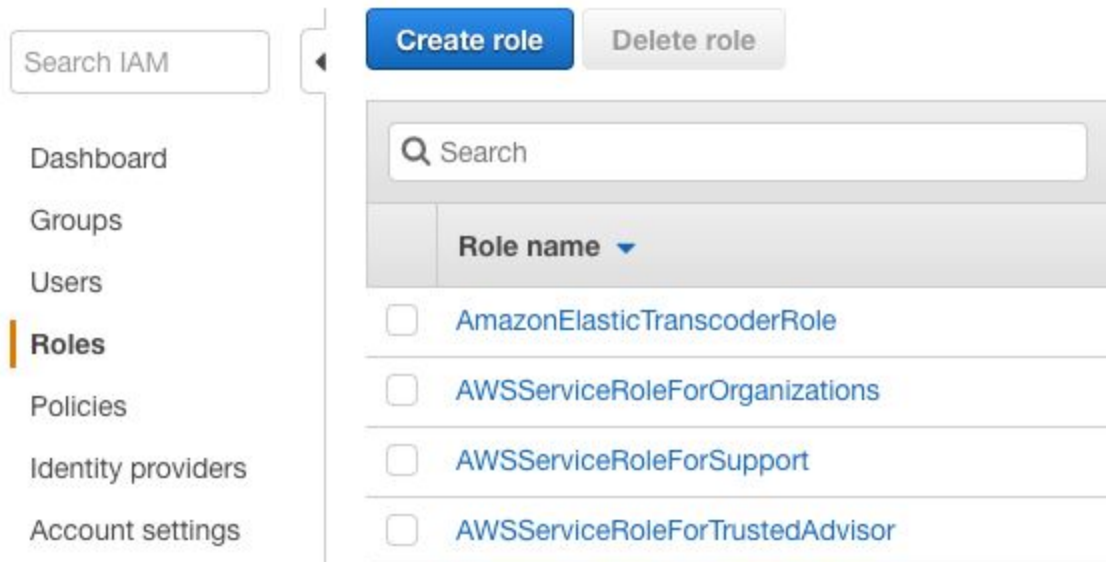 Search IAM
Dashboard
Groups
Users
Roles
Policies
Identity providers
Account settings
Create role
Delete role
Search
Role name
AmazonElasticTranscoderRole
AWSServiceRoleForOrganizations
AWSServiceRoleForSupport
AWSServiceRoleForTrustedAdvisor